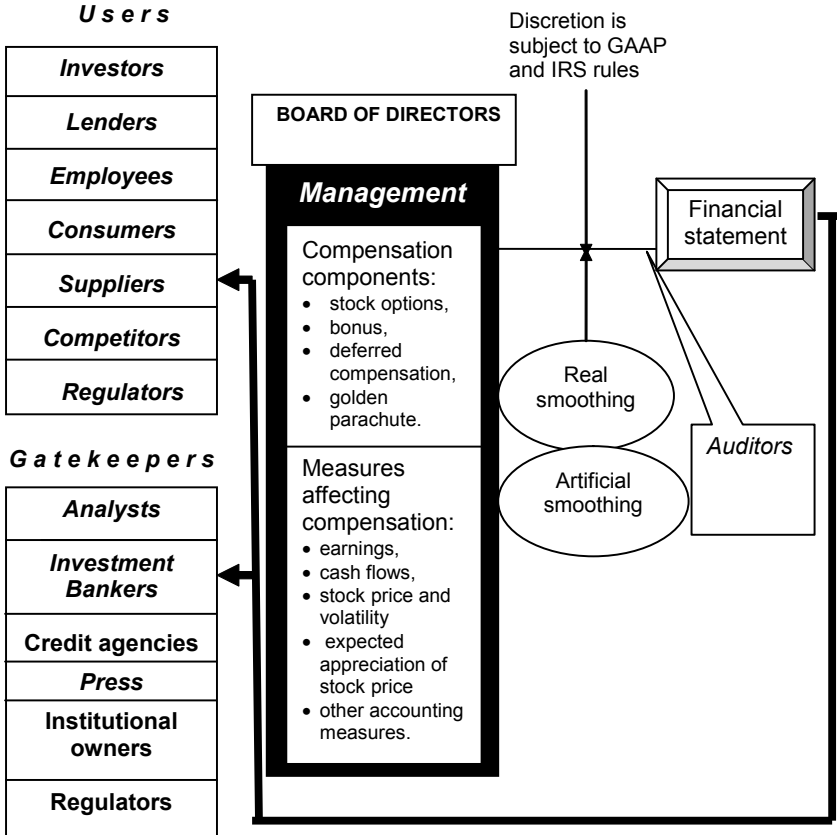 Users
Investors
Lenders
Employees
Consumers
Suppliers
Competitors
Regulators
Gatekeepers
Analysts
Investment
Bankers
Credit agencies
Press
Institutional
owners
Regulators
BOARD OF DIRECTORS
Management
Compensation
components:
• stock options,
• bonus,
• deferred
compensation,
• golden
parachute.
Measures
affecting
compensation:
• earnings,
• cash flows,
• stock price and
volatility
• expected
appreciation of
stock price
• other accounting
measures.
Discretion is
subject to GAAP
and IRS rules
Real
smoothing
Artificial
smoothing
Financial
statement
Auditors